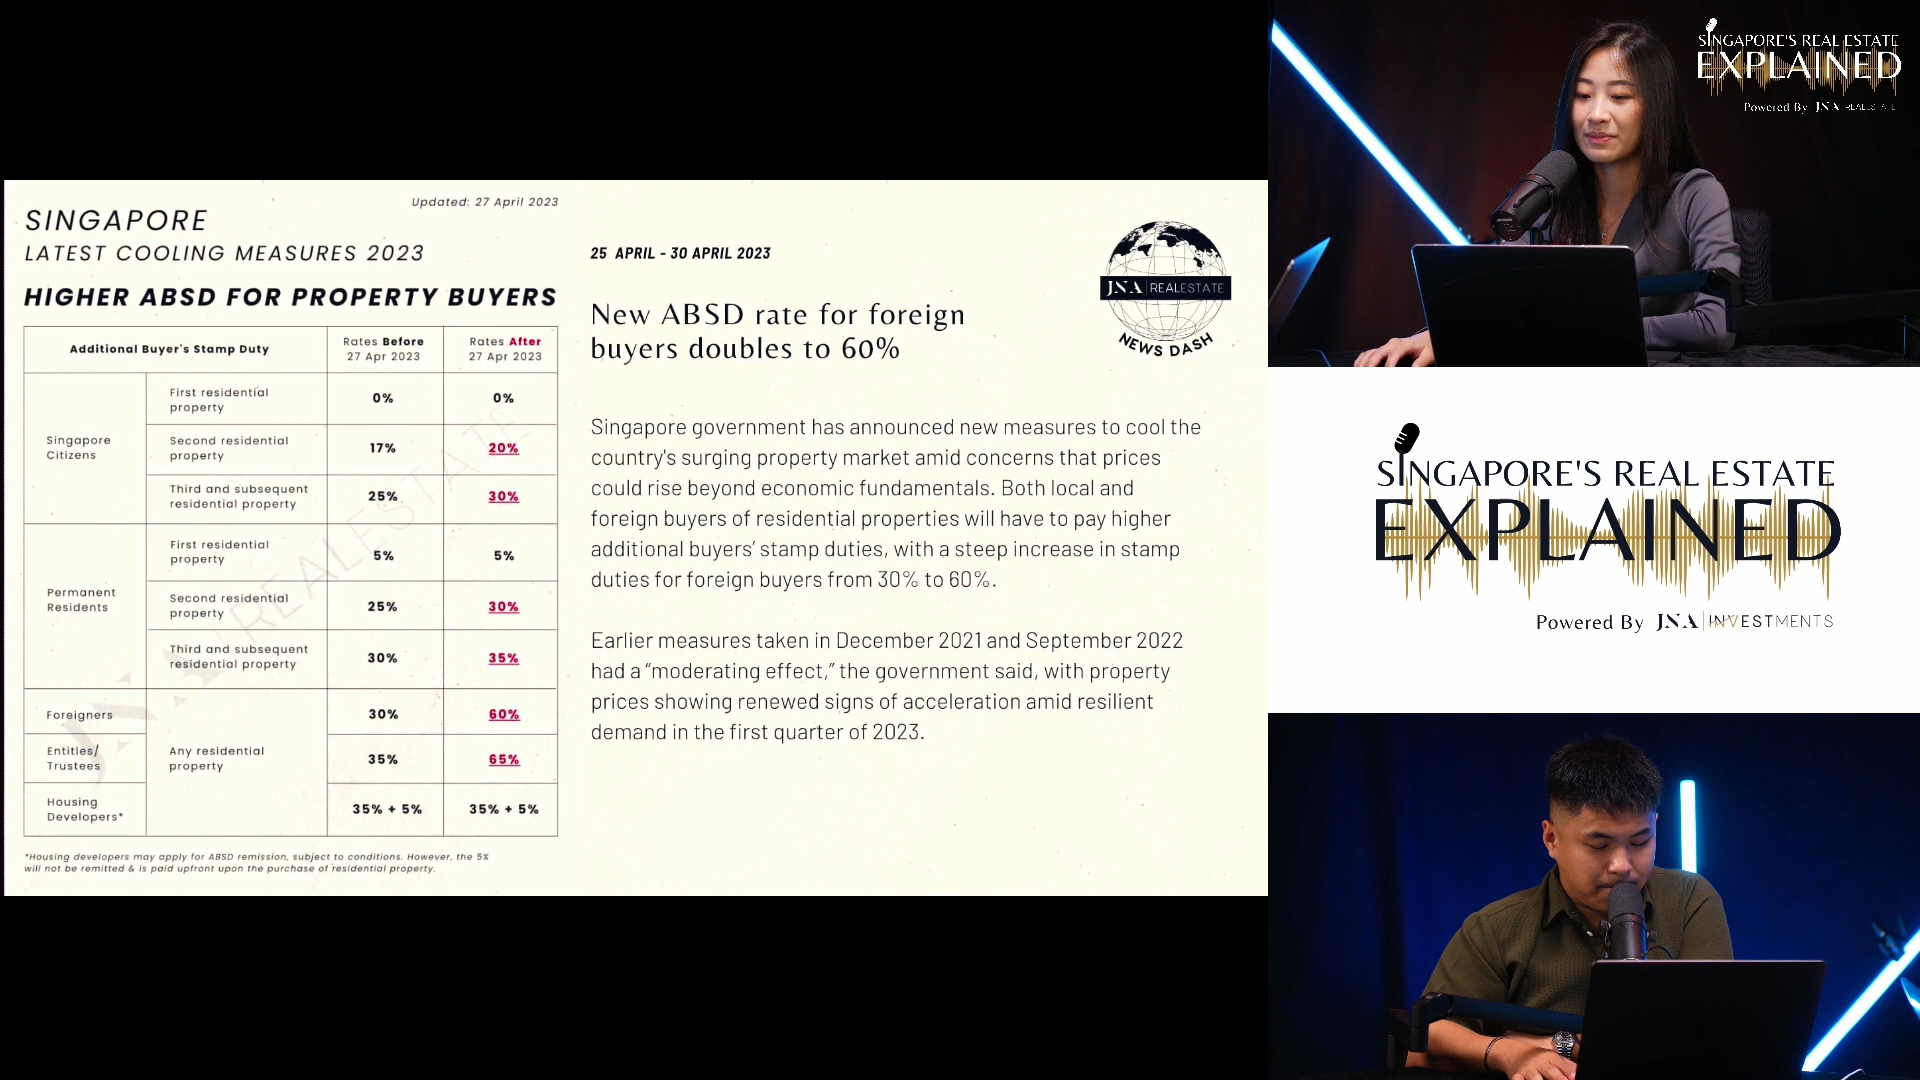 Updated: 27 April 2023
SINGAPORE
LATEST COOLING MEASURES 2023
HIGHER ABSD FOR PROPERTY BUYERS
Additional Buyer's Stamp Duty
Rates Before
27 Apr 2023
Rates After
27 Apr 2023
Singapore
Citizens
First residential
property
0%
0%
Second residential
property
17%
20%
Third and subsequent
residential property
25%
30%
Permanent
Residents
First residential
property
5%
5%
Second residential
property
25%
30%
Third and subsequent
residential property
30%
35%
Foreigners
Any residential
property
30%
60%
Entitles/
Trustees
35%
65%
Housing
Developers*
35% + 5%
35% + 5%
*Housing developers may apply for ABSD remission, subject to conditions. However, the 5%
will not be remitted & is paid upfront upon the purchase of residential property.
JNA REALESTATE
25 APRIL - 30 APRIL 2023
New ABSD rate for foreign
buyers doubles to 60%
JNA REALESTATE
NEWS DASH
Singapore government has announced new measures to cool the
country's surging property market amid concerns that prices
could rise beyond economic fundamentals. Both local and
foreign buyers of residential properties will have to pay higher
additional buyers’ stamp duties, with a steep increase in stamp
duties for foreign buyers from 30% to 60%.
Earlier measures taken in December 2021 and September 2022
had a “moderating effect,” the government said, with property
prices showing renewed signs of acceleration amid resilient
demand in the first quarter of 2023.
SINGAPORE'S REAL ESTATE
EXPLAINED
Powered By JNA REALESTATE
SINGAPORE'S REAL ESTATE
EXPLAINED
Powered By JNA INVESTMENTS